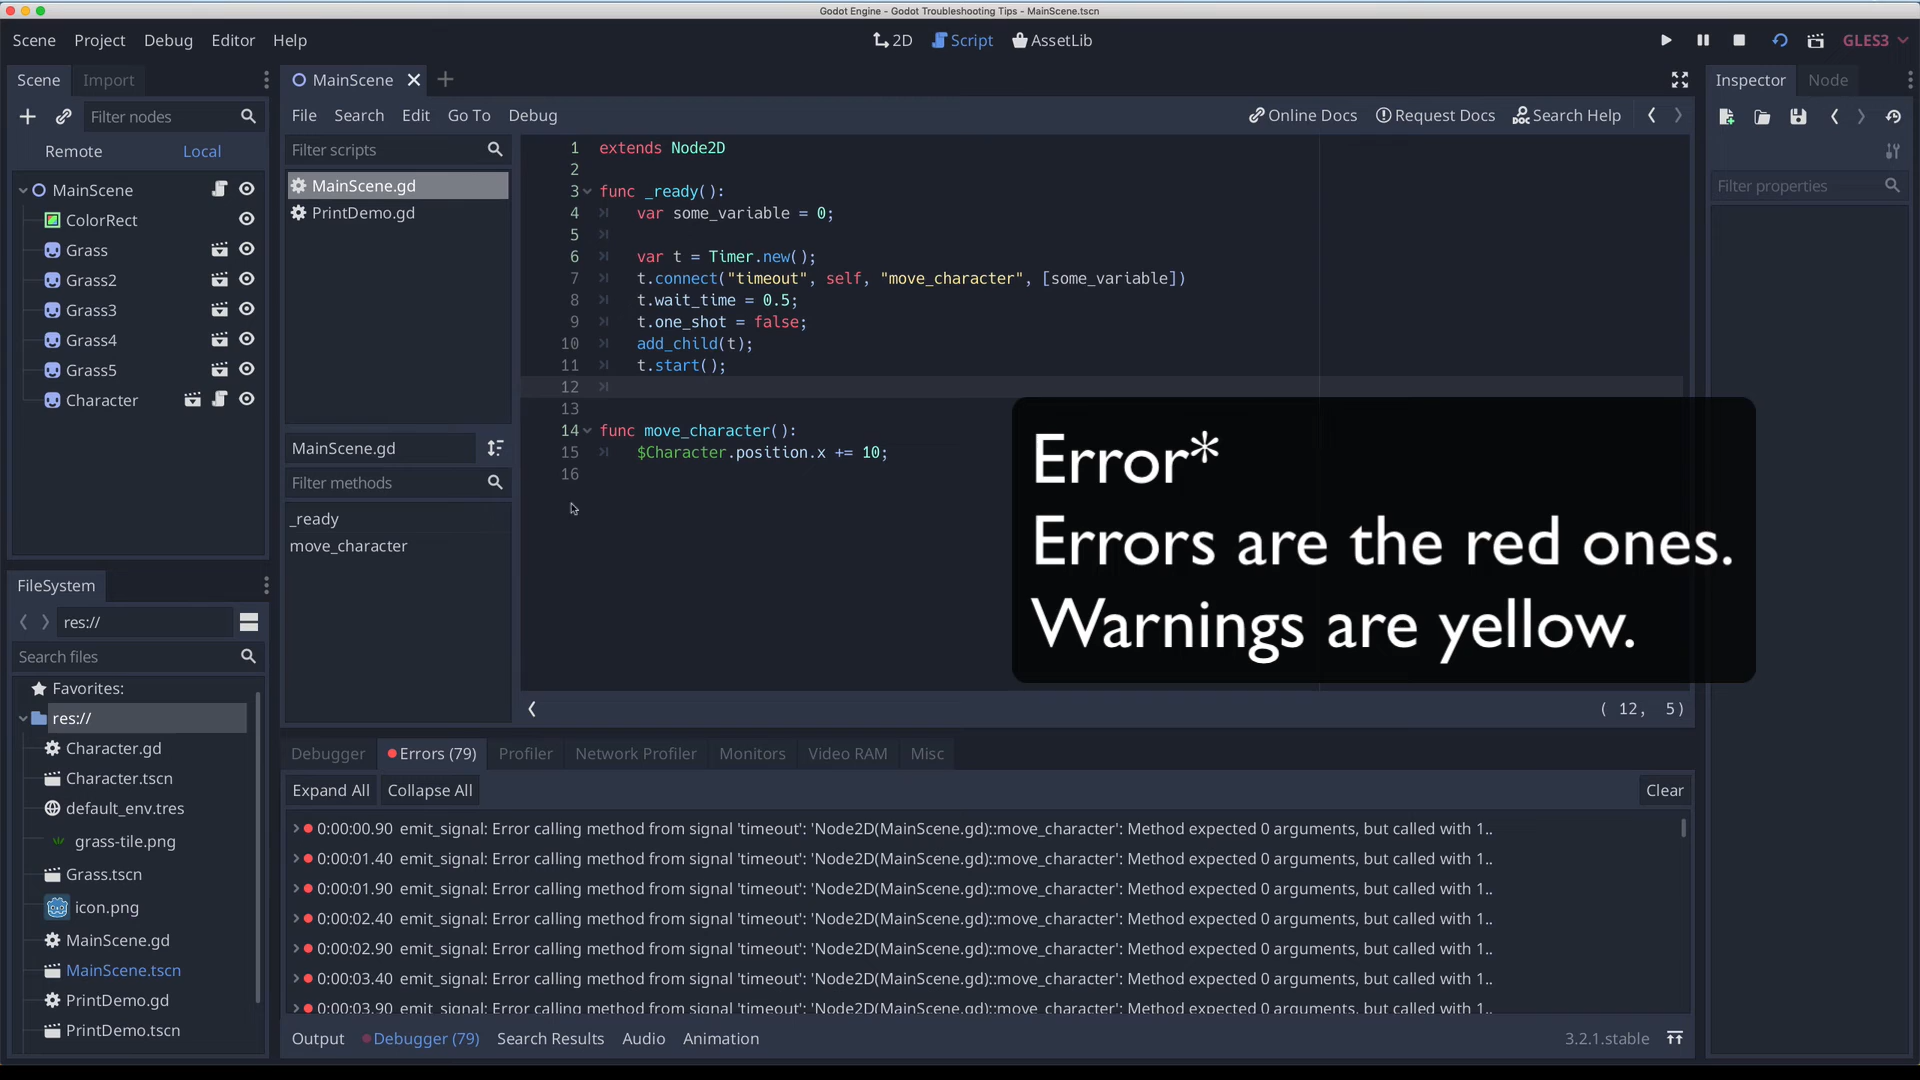 Godot Engine - Godot Troubleshooting Tips - MainScene.tscn
Scene Project Debug Editor Help
2D Script AssetLib
GLES3
Scene Import
Filter nodes
Remote Local
MainScene
ColorRect
Grass
Grass2
Grass3
Grass4
Grass5
Character
FileSystem
res://
Search files
Favorites:
res://
Character.gd
Character.tscn
default_env.tres
grass-tile.png
Grass.tscn
icon.png
MainScene.gd
MainScene.tscn
PrintDemo.gd
PrintDemo.tscn
MainScene
File Search Edit Go To Debug
Online Docs Request Docs Search Help
Filter scripts
MainScene.gd
PrintDemo.gd
MainScene.gd
Filter methods
_ready
move_character
1 extends Node2D
2
3 func _ready():
4 var some_variable = 0;
5
6 var t = Timer.new();
7 t.connect("timeout", self, "move_character", [some_variable])
8 t.wait_time = 0.5;
9 t.one_shot = false;
10 add_child(t);
11 t.start();
12
13
14 func move_character():
15 $Character.position.x += 10;
16
Error*
Errors are the red ones.
Warnings are yellow.
( 12, 5)
Debugger Errors (79) Profiler Network Profiler Monitors Video RAM Misc
Expand All Collapse All Clear
0:00:00.90 emit_signal: Error calling method from signal 'timeout': 'Node2D(MainScene.gd)::move_character': Method expected 0 arguments, but called with 1..
0:00:01.40 emit_signal: Error calling method from signal 'timeout': 'Node2D(MainScene.gd)::move_character': Method expected 0 arguments, but called with 1..
0:00:01.90 emit_signal: Error calling method from signal 'timeout': 'Node2D(MainScene.gd)::move_character': Method expected 0 arguments, but called with 1..
0:00:02.40 emit_signal: Error calling method from signal 'timeout': 'Node2D(MainScene.gd)::move_character': Method expected 0 arguments, but called with 1..
0:00:02.90 emit_signal: Error calling method from signal 'timeout': 'Node2D(MainScene.gd)::move_character': Method expected 0 arguments, but called with 1..
0:00:03.40 emit_signal: Error calling method from signal 'timeout': 'Node2D(MainScene.gd)::move_character': Method expected 0 arguments, but called with 1..
0:00:03.90 emit_signal: Error calling method from signal 'timeout': 'Node2D(MainScene.gd)::move_character': Method expected 0 arguments, but called with 1..
Output Debugger (79) Search Results Audio Animation
3.2.1.stable
Inspector Node
Filter properties